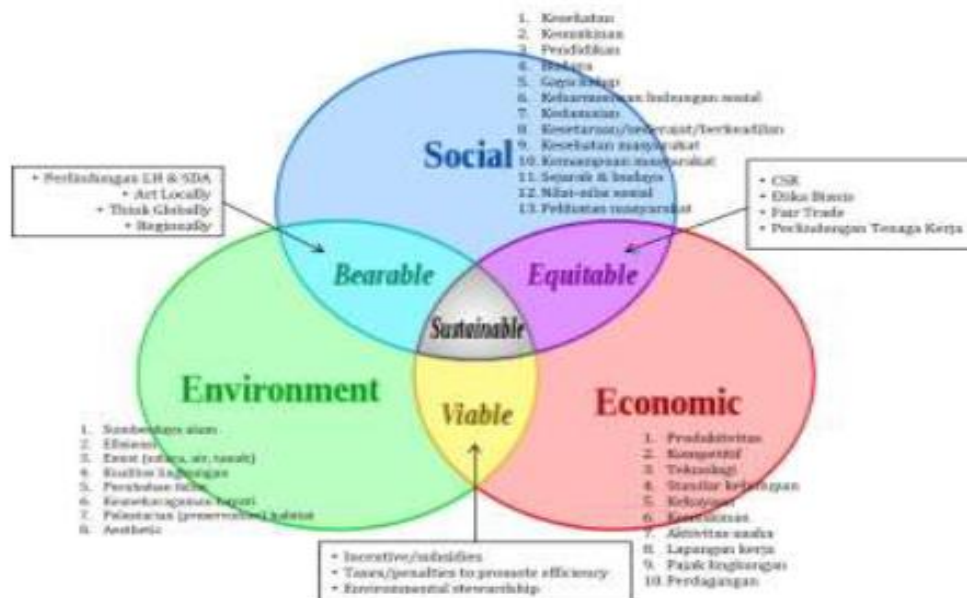 1. Kesehatan
2. Kemiskinan
3. Pendidikan
4. Budaya
5. Gaya hidup
6. Keharmonisan hubungan sosial
7. Kedamaian
8. Kesetaraan/sederajat/berkeadilan
9. Kesehatan masyarakat
10. Kemampuan masyarakat
11. Sejarah & budaya
12. Nilai-nilai sosial
13. Pelibatan masyarakat
Social
• Perlindungan LH & SDA
• Act Locally
• Think Globally
• Regionally
• CSR
• Etika Bisnis
• Fair Trade
• Perlindungan Tenaga Kerja
Bearable
Equitable
Sustainable
Environment
Viable
Economic
1. Sumberdaya alam
2. Efisiensi
3. (udara, air, tanah)
4. Kualitas lingkungan
5. Perubahan iklim
6. Keanekaragaman hayati
7. Pelestarian (preservation) habitat
8. Aesthetic
1. Produktivitas
2. Kompetitif
3. Teknologi
4. Standar kehidupan
5. Kekayaan
6.
7. Aktivitas usaha
8. Lapangan kerja
9. Pajak lingkungan
10. Perdagangan
• Incentive/subsidies
• Taxes/penalties to promote efficiency
• Environmental stewardship